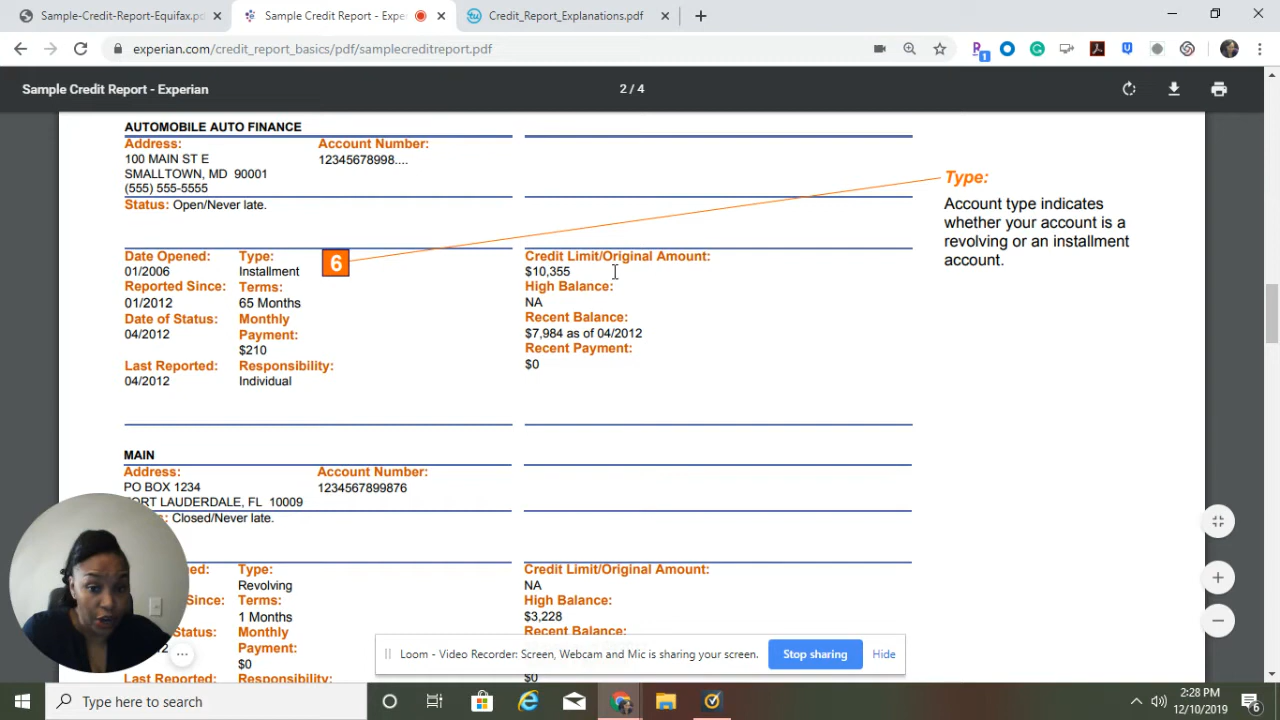 Sample-Credit-Report-Equifax.pd
Sample Credit Report - Expe
Credit_Report_Explanations.pdf
experian.com/credit_report_basics/pdf/samplecreditreport.pdf
1
Sample Credit Report - Experian
2 / 4
AUTOMOBILE AUTO FINANCE
Address:
Account Number:
100 MAIN ST E
12345678998....
SMALLTOWN, MD 90001
(555) 555-5555
Status: Open/Never late.
Type:
Account type indicates
whether your account is a
revolving or an installment
account.
Date Opened:
Type:
6
Credit Limit/Original Amount:
01/2006
Installment
$10,355
Reported Since:
Terms:
High Balance:
01/2012
65 Months
NA
Date of Status:
Monthly
Recent Balance:
04/2012
Payment:
$7,984 as of 04/2012
$210
Recent Payment:
Last Reported:
Responsibility:
$0
04/2012
Individual
MAIN
Address:
Account Number:
PO BOX 1234
1234567899876
FORT LAUDERDALE, FL 10009
Closed/Never late.
Type:
Credit Limit/Original Amount:
Revolving
NA
Since:
Terms:
High Balance:
1 Months
$3,228
Status:
Monthly
Recent Balance:
Payment:
$0
Last Reported:
Responsibility:
$0
Loom - Video Recorder: Screen, Webcam and Mic is sharing your screen.
Stop sharing
Hide
Type here to search
2:28 PM
12/10/2019
6